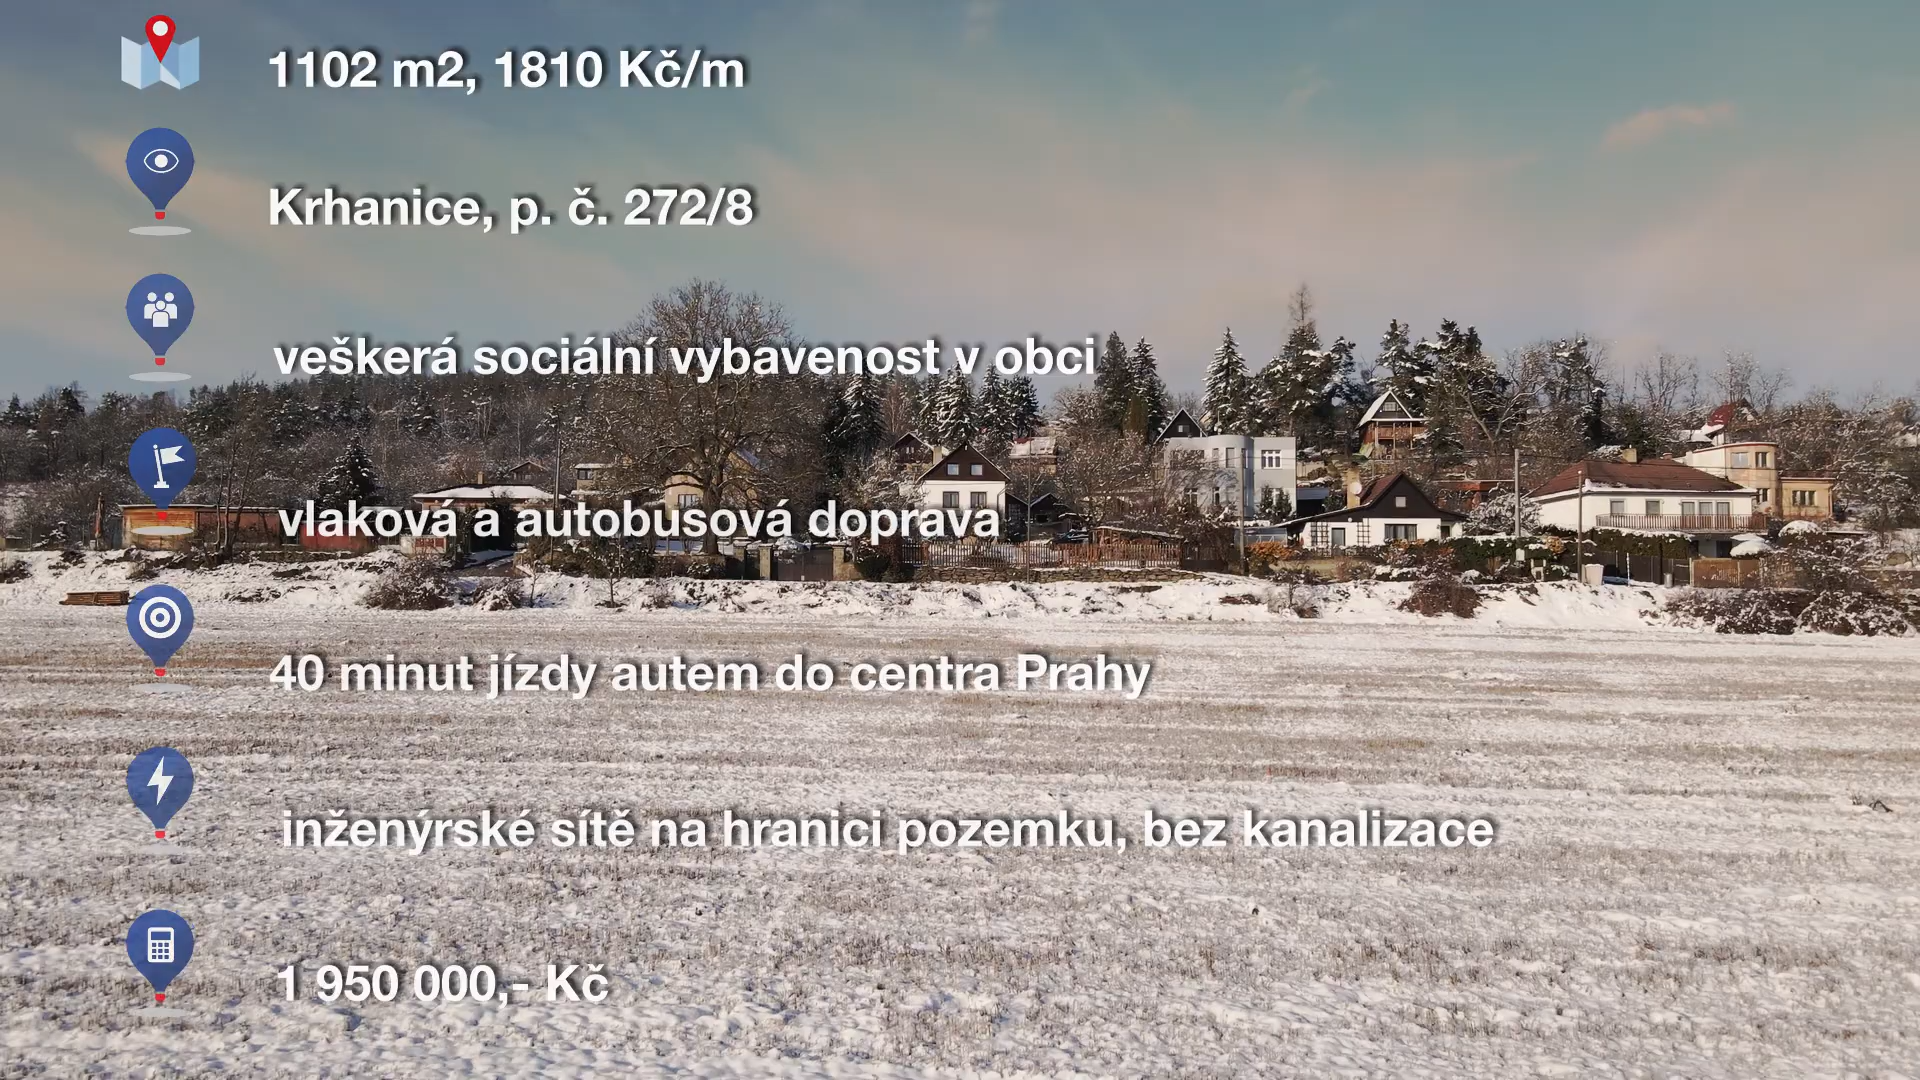 1102 m2, 1810 Kč/m
Krhanice, p. č. 272/8
veškerá sociální vybavenost v obci
vlaková a autobusová doprava
40 minut jízdy autem do centra Prahy
inženýrské sítě na hranici pozemku, bez kanalizace
1 950 000,- Kč